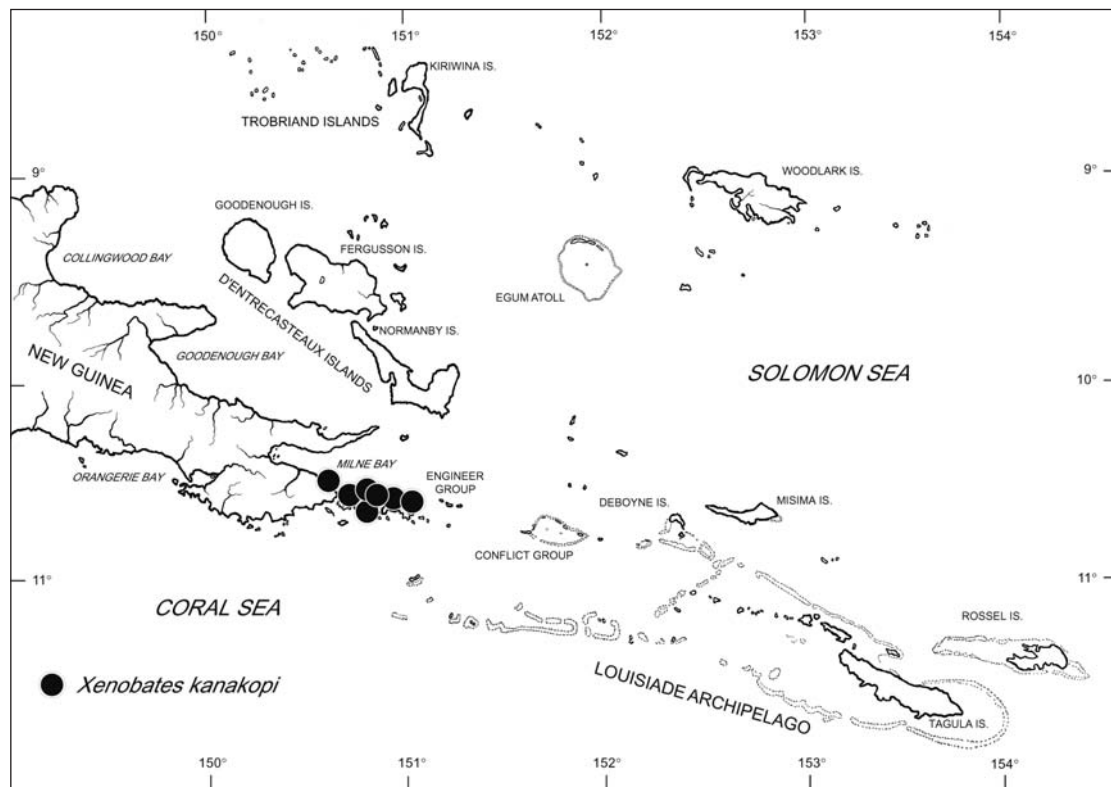 150°
151°
152°
153°
154°
KIRIWINA IS.
TROBRIAND ISLANDS
9°
9°
WOODLARK IS.
GOODENOUGH IS.
FERGUSSON IS.
COLLINGWOOD BAY
EGUM ATOLL
D'ENTRECASTEAUX ISLANDS
NORMANBY IS.
NEW GUINEA
GOODENOUGH BAY
SOLOMON SEA
10°
MILNE BAY
ORANGERIE BAY
ENGINEER
GROUP
DEBOYNE IS.
MISIMA IS.
CONFLICT GROUP
11°
11°
CORAL SEA
ROSSEL IS.
LOUISIADE ARCHIPELAGO
Xenobates kanakopi
TAGULA IS.
150°
151°
152°
153°
154°